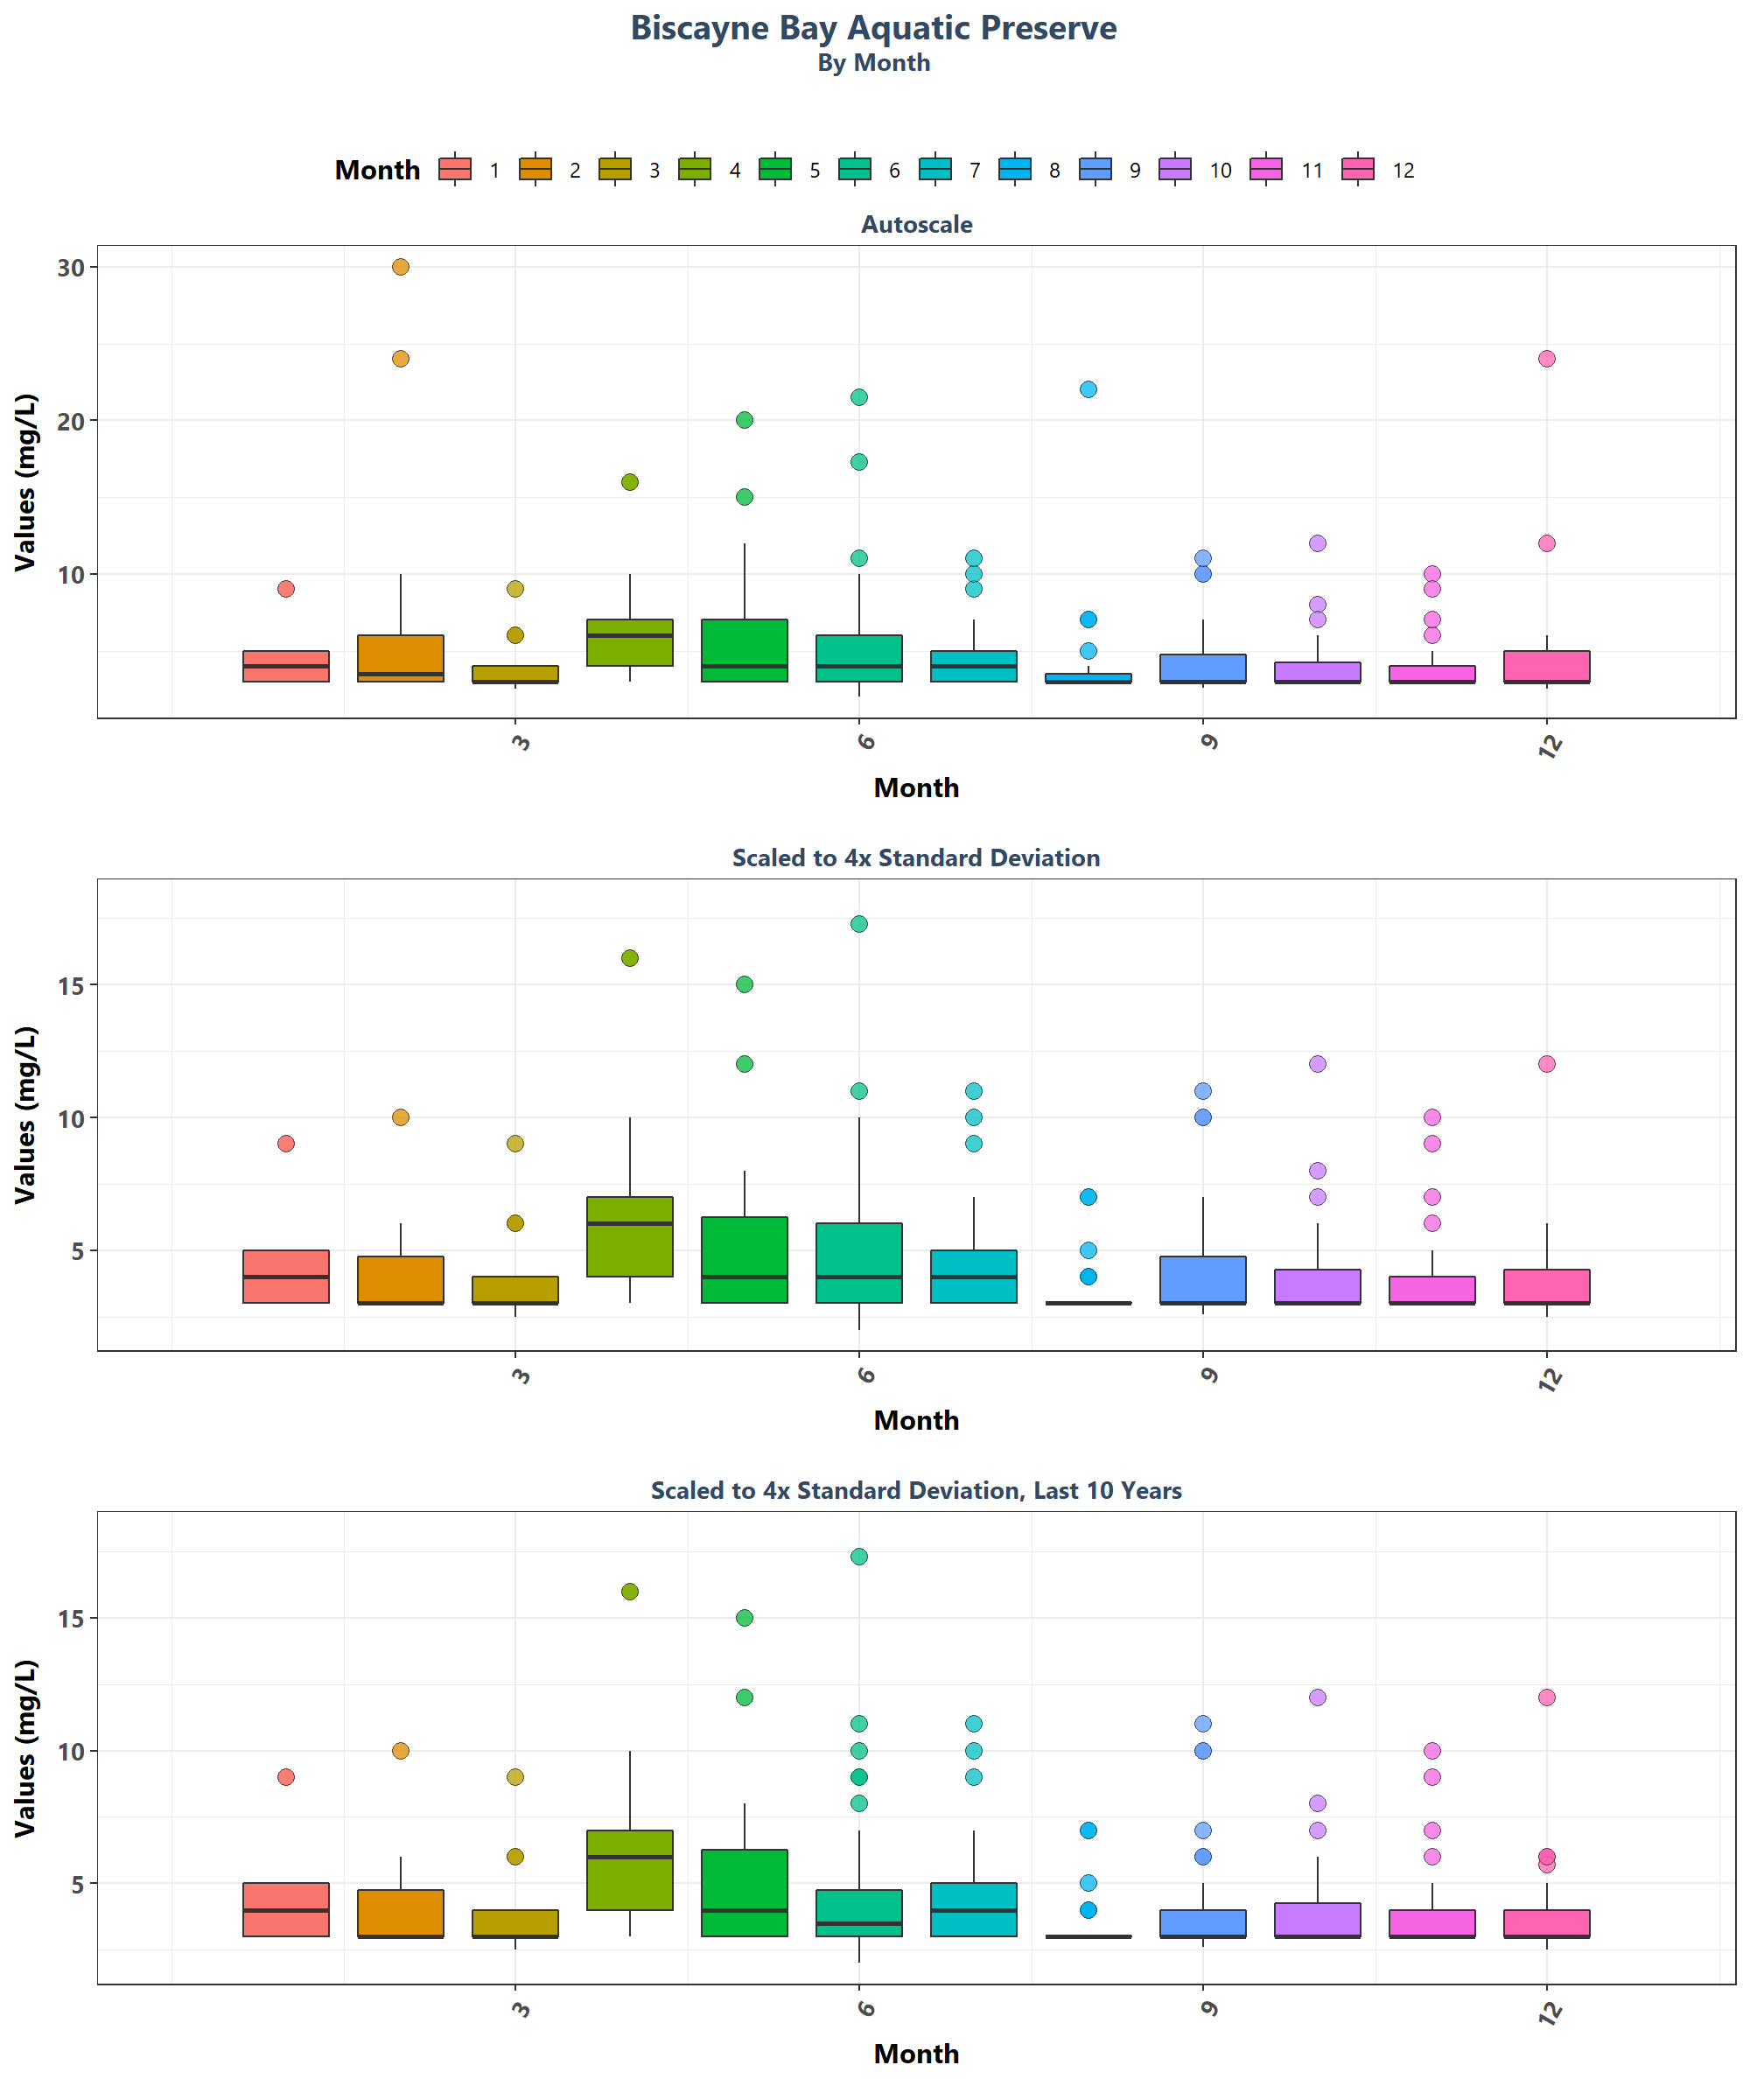 Biscayne Bay Aquatic Preserve
By Month
Month 1 2 3 4 5 6 7 8 9 10 11 12
Autoscale
Values (mg/L)
30
20
10
3 6 9 12
Month
Scaled to 4x Standard Deviation
Values (mg/L)
15
10
5
3 6 9 12
Month
Scaled to 4x Standard Deviation, Last 10 Years
Values (mg/L)
15
10
5
3 6 9 12
Month